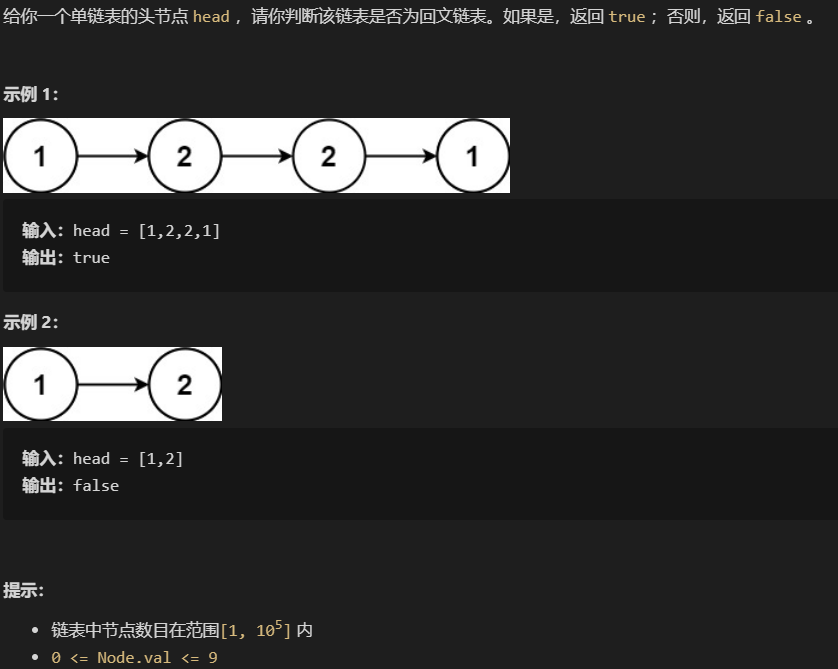 给你一个单链表的头节点 head ，请你判断该链表是否为回文链表。如果是，返回 true ；否则，返回 false 。
示例 1：
1 2 2 1
输入：head = [1,2,2,1]
输出：true
示例 2：
1 2
输入：head = [1,2]
输出：false
提示：
• 链表中节点数目在范围[1, 10⁵] 内
• 0 <= Node.val <= 9